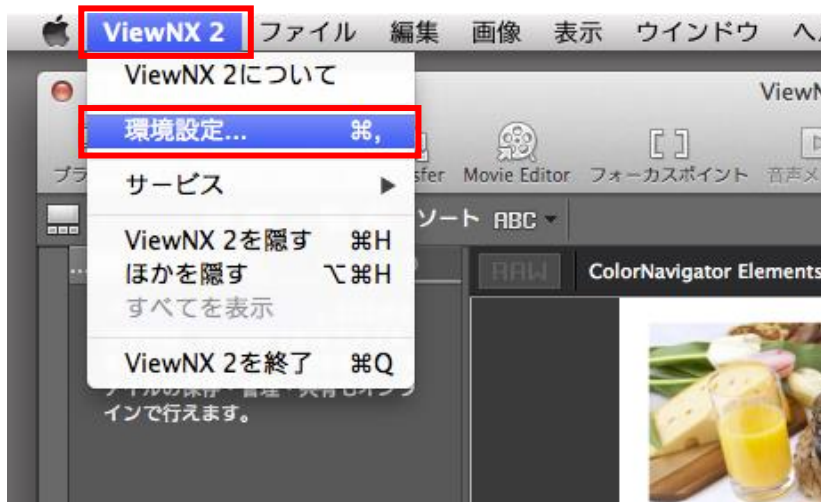 ViewNX 2 ファイル 編集 画像 表示 ウインドウ
ViewNX 2について
環境設定... ⌘,
サービス ▶
ViewNX 2を隠す ⌘H
ほかを隠す ⌥⌘H
すべてを表示
ViewNX 2を終了 ⌘Q
Movie Editor フォーカスポイント
ソート ABC
RAW ColorNavigator Elements
インで行えます。